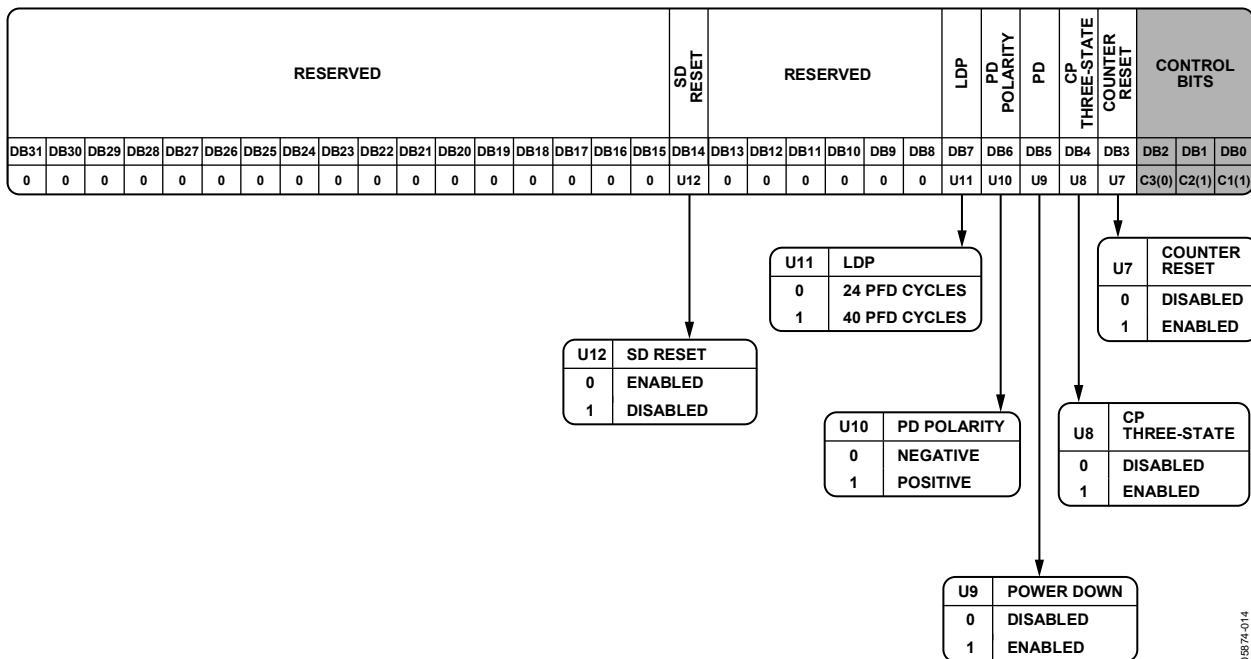 RESERVED
SD RESET
RESERVED
LDP
PD POLARITY
PD
CP THREE-STATE
COUNTER RESET
CONTROL BITS
DB31 DB30 DB29 DB28 DB27 DB26 DB25 DB24 DB23 DB22 DB21 DB20 DB19 DB18 DB17 DB16 DB15 DB14 DB13 DB12 DB11 DB10 DB9 DB8 DB7 DB6 DB5 DB4 DB3 DB2 DB1 DB0
0 0 0 0 0 0 0 0 0 0 0 0 0 0 0 0 0 U12 0 0 0 0 0 0 U11 U10 U9 U8 U7 C3(0) C2(1) C1(1)
U11 LDP
0 24 PFD CYCLES
1 40 PFD CYCLES
U7 COUNTER RESET
0 DISABLED
1 ENABLED
U12 SD RESET
0 ENABLED
1 DISABLED
U10 PD POLARITY
0 NEGATIVE
1 POSITIVE
U8 CP THREE-STATE
0 DISABLED
1 ENABLED
U9 POWER DOWN
0 DISABLED
1 ENABLED
05874-014